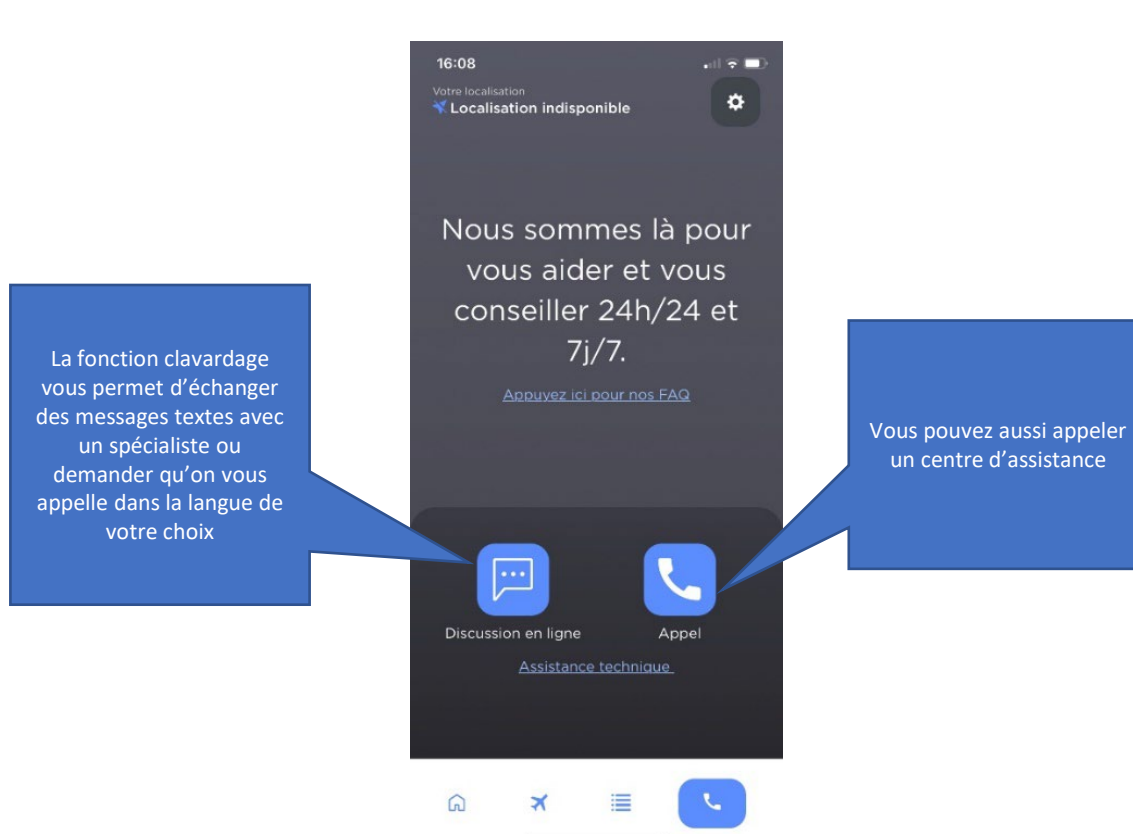 16:08
Votre localisation
Localisation indisponible
Nous sommes là pour
vous aider et vous
conseiller 24h/24 et
7j/7.
Appuyez ici pour nos FAQ
La fonction clavardage
vous permet d’échanger
des messages textes avec
un spécialiste ou
demander qu’on vous
appelle dans la langue de
votre choix
Vous pouvez aussi appeler
un centre d’assistance
Discussion en ligne
Appel
Assistance technique